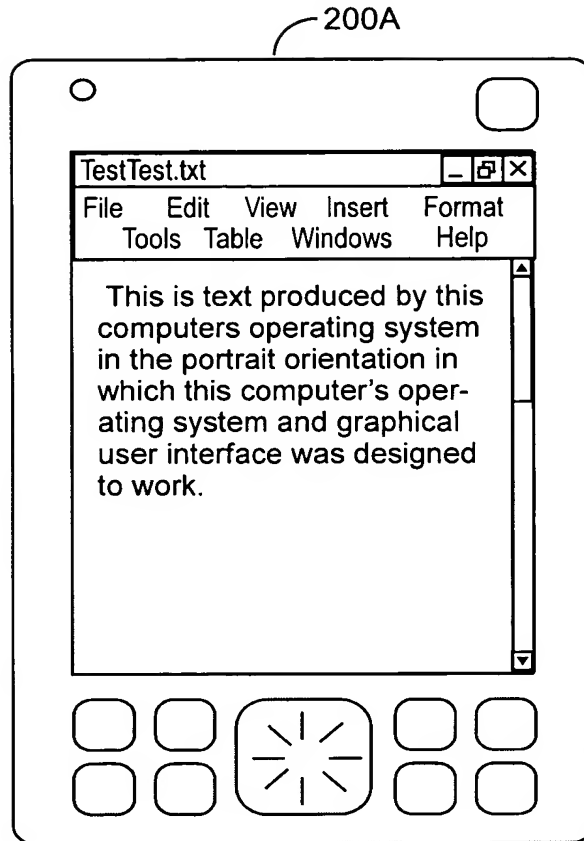 200A
TestTest.txt
File Edit View Insert Format
Tools Table Windows Help
This is text produced by this
computers operating system
in the portrait orientation in
which this computer's oper-
ating system and graphical
user interface was designed
to work.